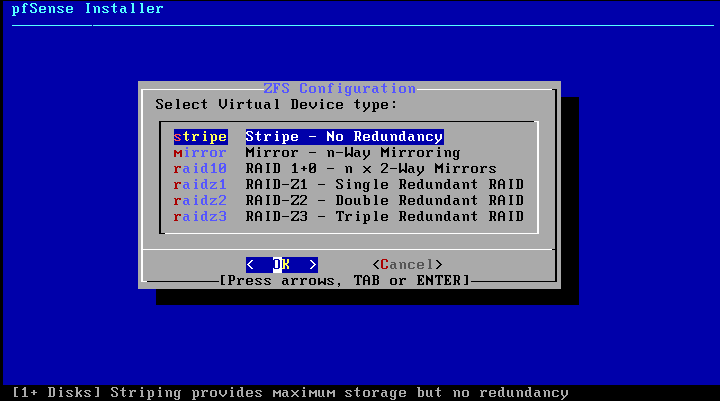 pfSense Installer
ZFS Configuration
Select Virtual Device type:
stripe Stripe - No Redundancy
mirror Mirror - n-Way Mirroring
raid10 RAID 1+0 - n x 2-Way Mirrors
raidz1 RAID-Z1 - Single Redundant RAID
raidz2 RAID-Z2 - Double Redundant RAID
raidz3 RAID-Z3 - Triple Redundant RAID
< OK > <Cancel>
[Press arrows, TAB or ENTER]
[1+ Disks] Striping provides maximum storage but no redundancy